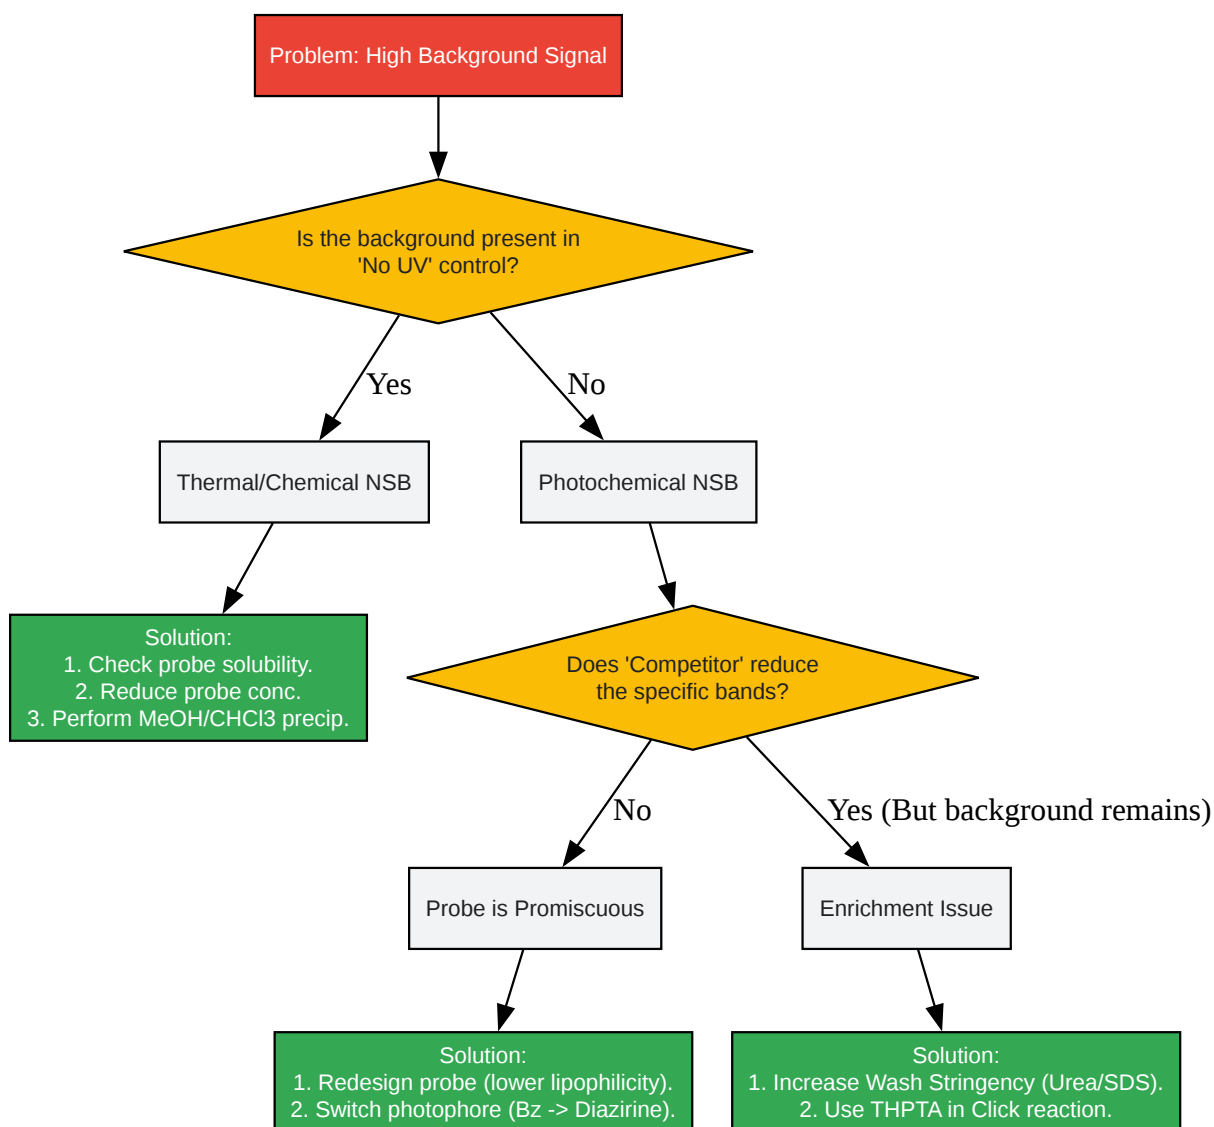 Problem: High Background Signal
Is the background present in
'No UV' control?
Yes
No
Thermal/Chemical NSB
Photochemical NSB
Solution:
1. Check probe solubility.
2. Reduce probe conc.
3. Perform MeOH/CHCl3 precip.
Does 'Competitor' reduce
the specific bands?
No
Yes (But background remains)
Probe is Promiscuous
Enrichment Issue
Solution:
1. Redesign probe (lower lipophilicity).
2. Switch photophore (Bz -> Diazirine).
Solution:
1. Increase Wash Stringency (Urea/SDS).
2. Use THPTA in Click reaction.